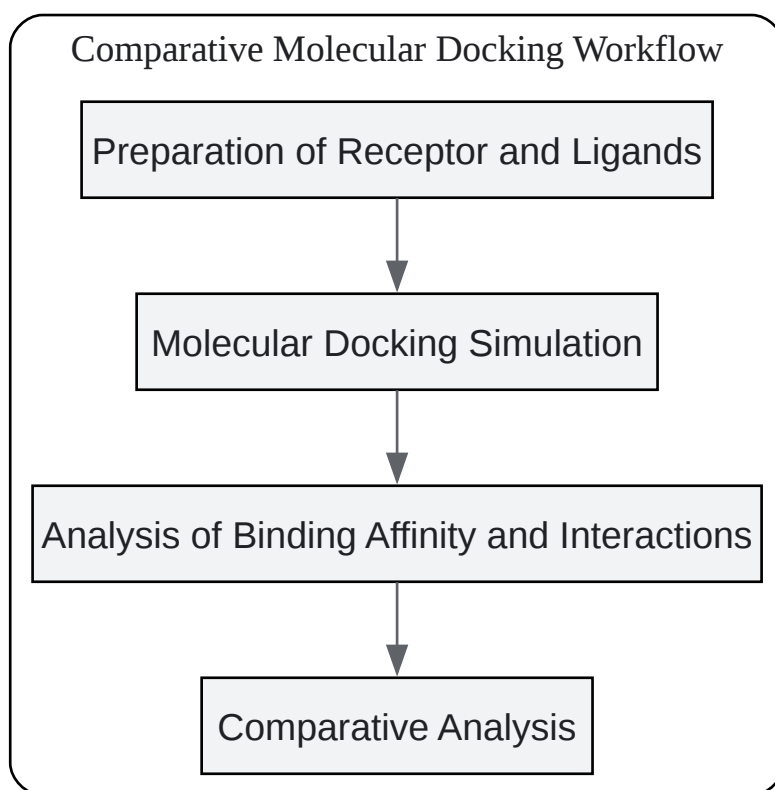 Comparative Molecular Docking Workflow
Preparation of Receptor and Ligands
Molecular Docking Simulation
Analysis of Binding Affinity and Interactions
Comparative Analysis